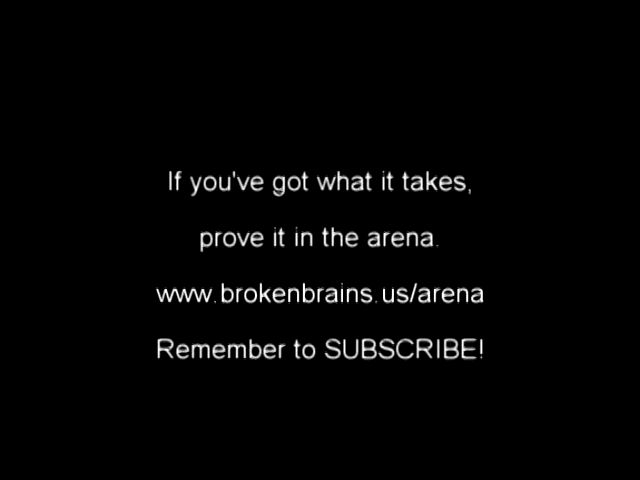 If you've got what it takes,
prove it in the arena.
www.brokenbrains.us/arena
Remember to SUBSCRIBE!